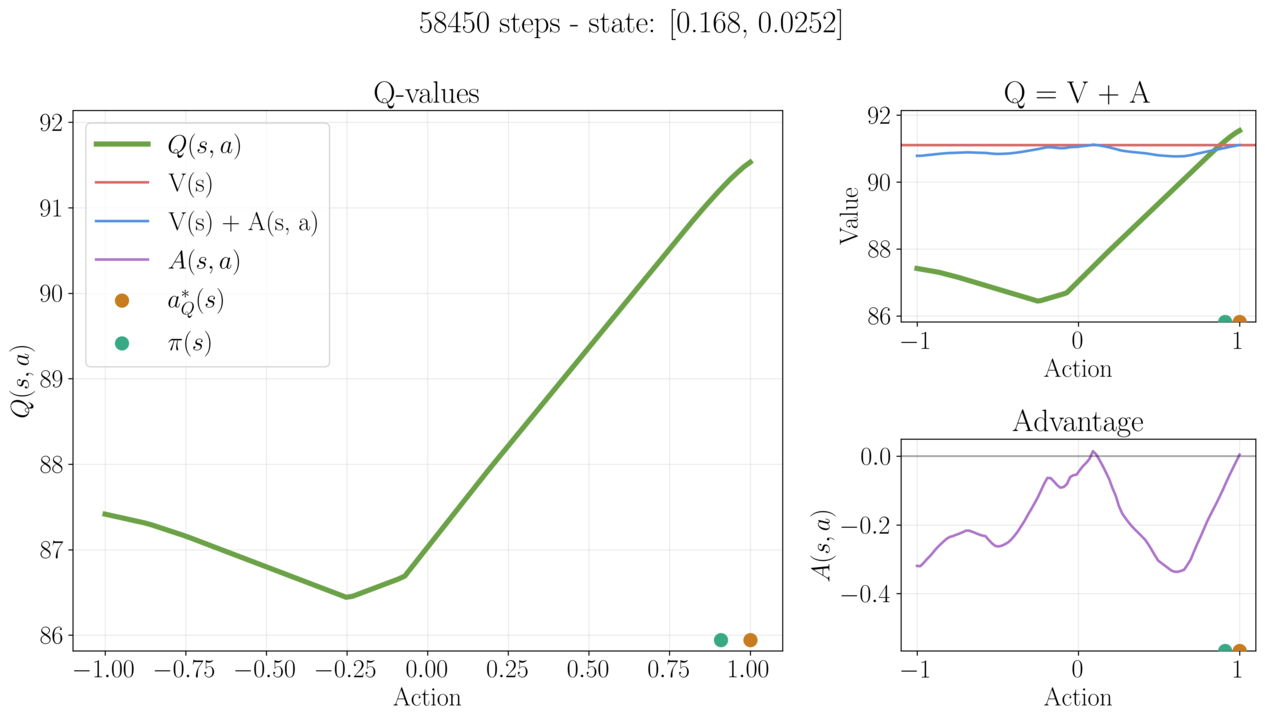 58450 steps - state: [0.168, 0.0252]
Q-values
92
91
90
89
88
87
86
Q(s, a)
Q(s, a)
V(s)
V(s) + A(s, a)
A(s, a)
a*_Q(s)
π(s)
−1.00 −0.75 −0.50 −0.25 0.00 0.25 0.50 0.75 1.00
Action
Q = V + A
92
90
88
86
Value
−1 0 1
Action
Advantage
0.0
−0.2
−0.4
A(s, a)
−1 0 1
Action